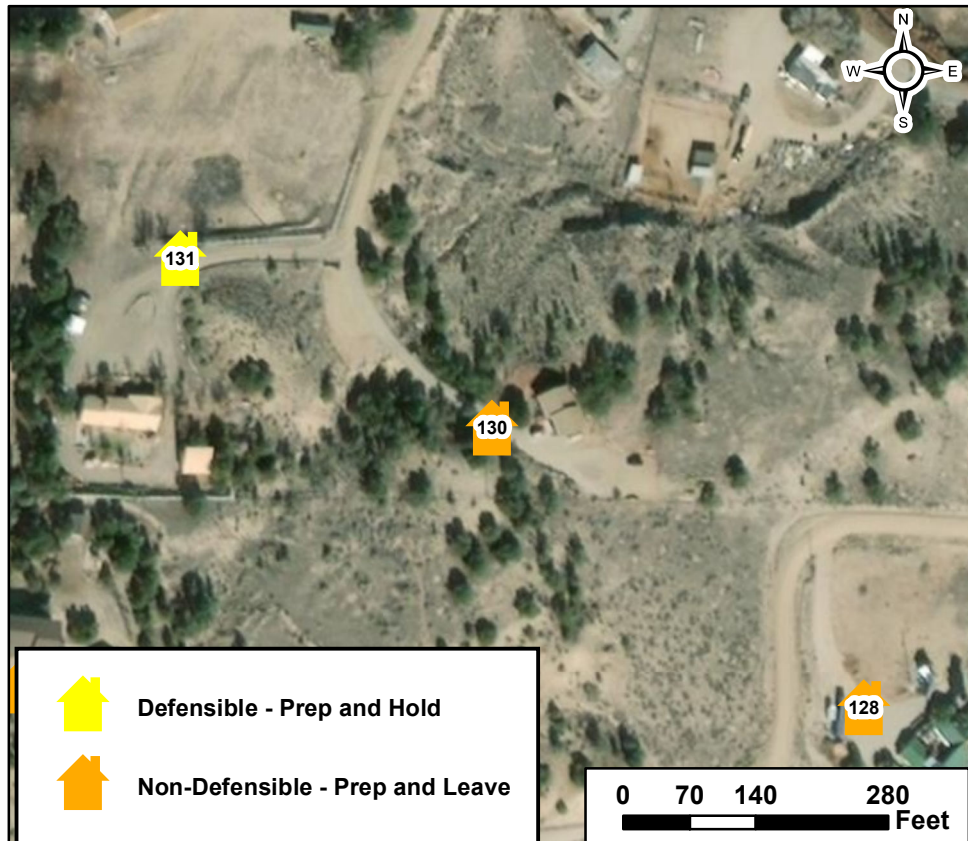 N
W E
S
131
130
128
Defensible - Prep and Hold
Non-Defensible - Prep and Leave
0 70 140 280
Feet